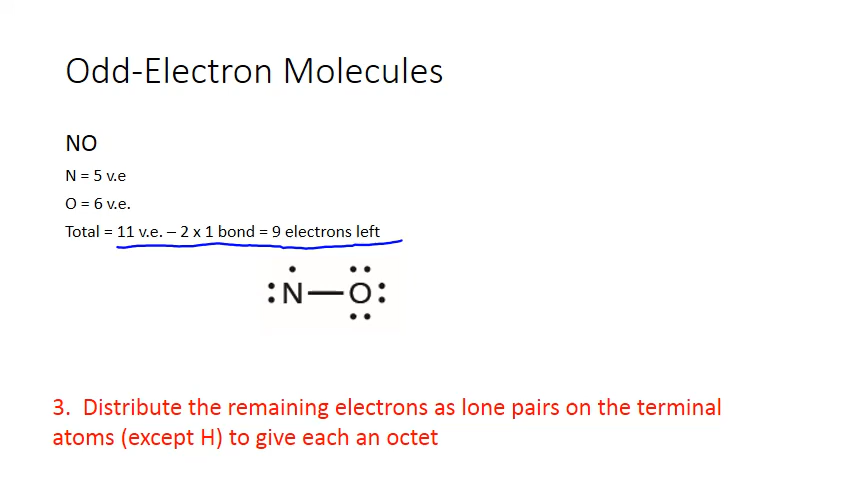 Odd-Electron Molecules
NO
N = 5 v.e
O = 6 v.e.
Total = 11 v.e. – 2 x 1 bond = 9 electrons left
:N—O:
3. Distribute the remaining electrons as lone pairs on the terminal
atoms (except H) to give each an octet